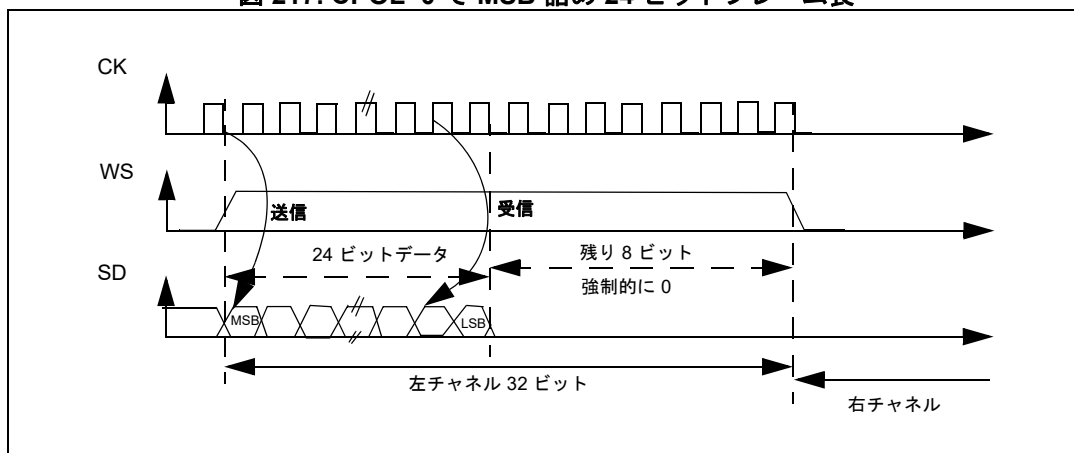 CK
WS
送信
受信
24 ビットデータ
残り 8 ビット
SD
強制的に 0
MSB
LSB
左チャネル 32 ビット
右チャネル